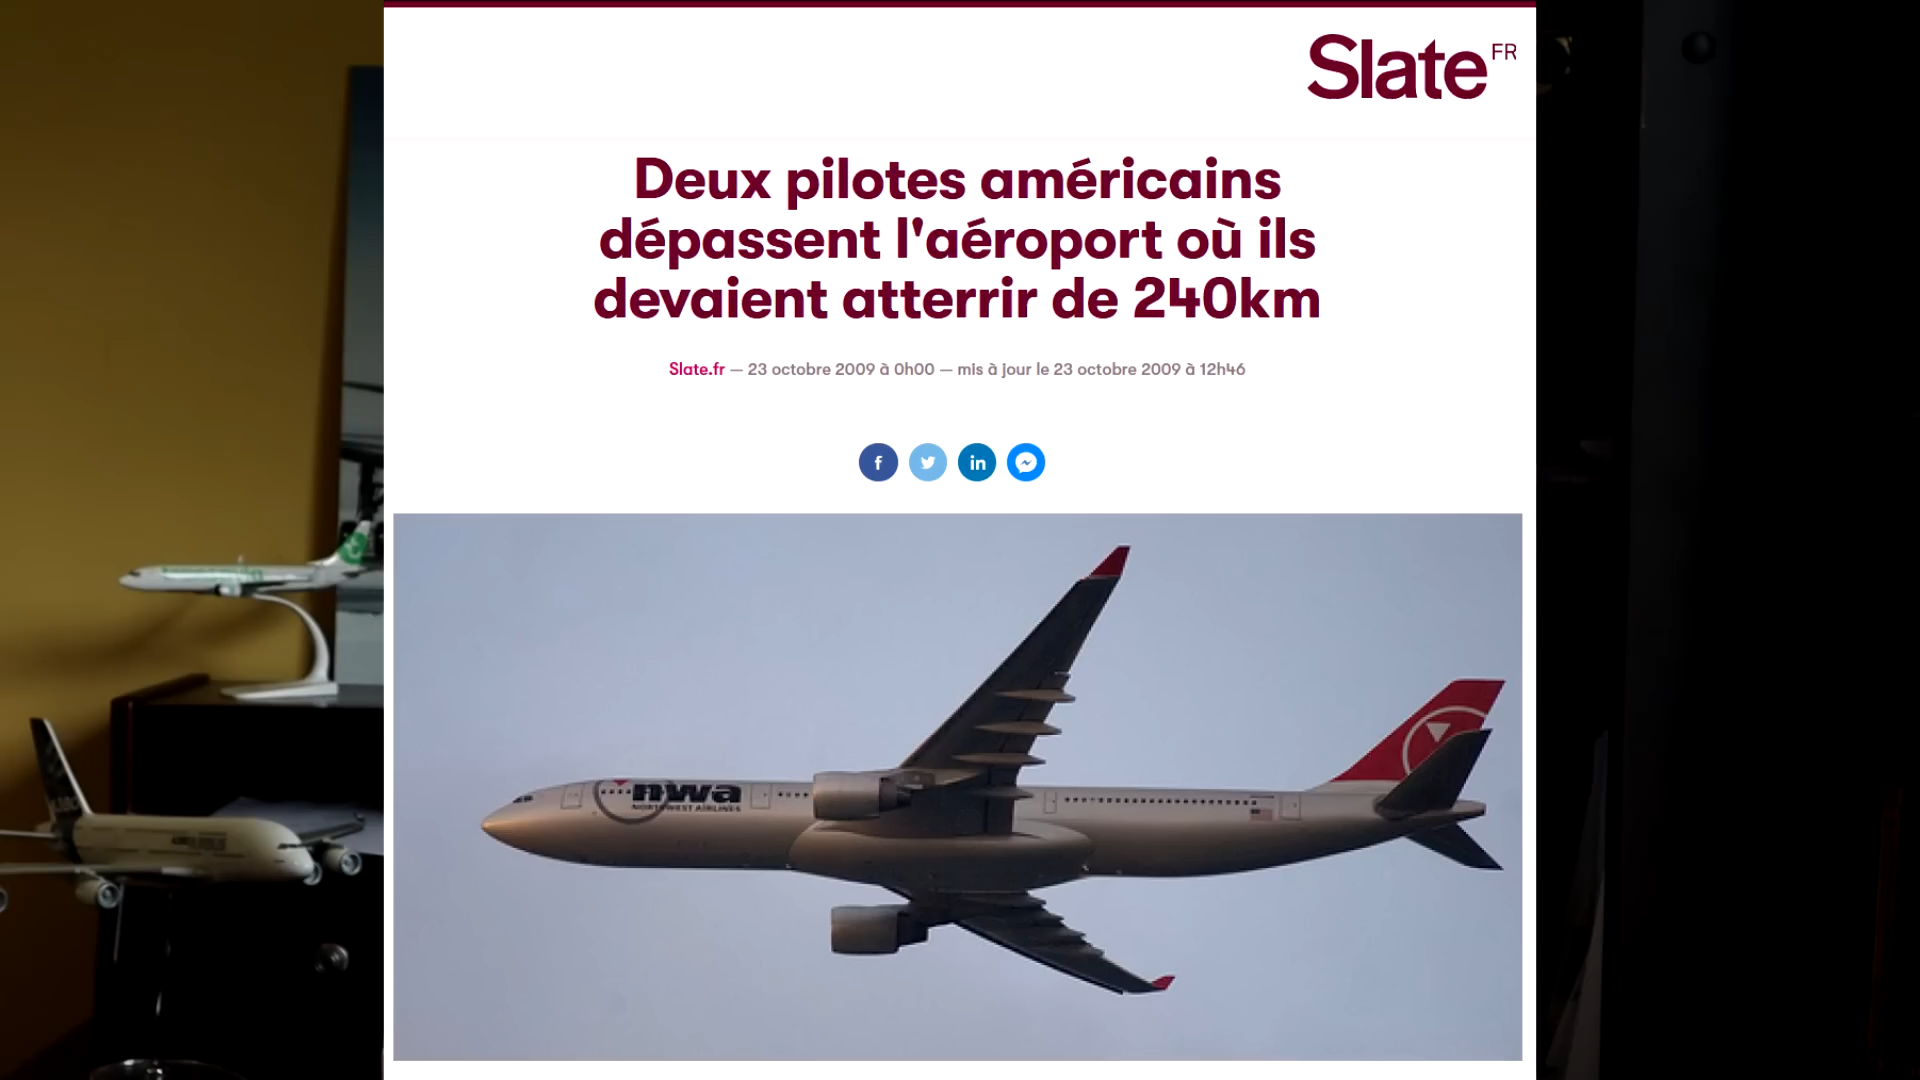 Slate FR
Deux pilotes américains
dépassent l'aéroport où ils
devaient atterrir de 240km
Slate.fr — 23 octobre 2009 à 0h00 — mis à jour le 23 octobre 2009 à 12h46
nwa
NORTHWEST AIRLINES